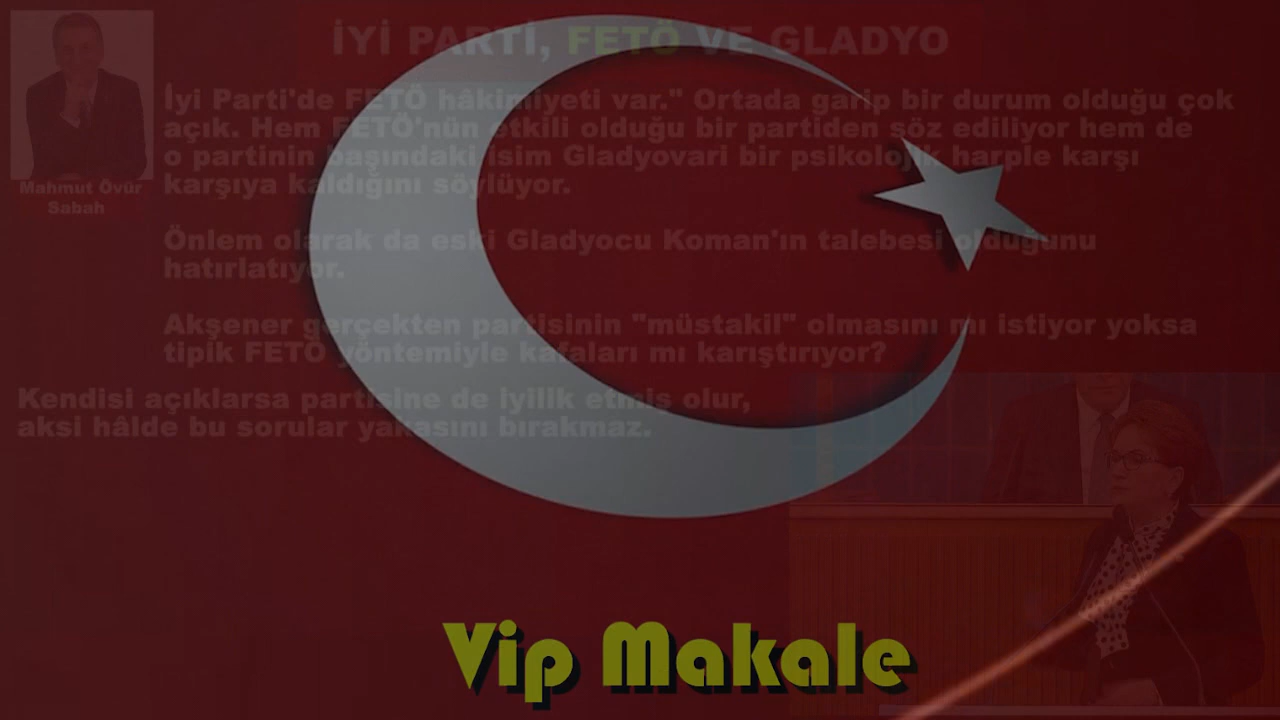 İYİ PARTİ, FETÖ VE GLADYO
İyi Parti'de FETÖ hâkimiyeti var." Ortada garip bir durum olduğu çok
açık. Hem FETÖ'nün etkili olduğu bir partiden söz ediliyor hem de
o partinin başındaki isim Gladyovari bir psikolojik harple karşı
karşıya kaldığını söylüyor.
Mahmut Övür
Sabah
Önlem olarak da eski Gladyocu Koman'ın talebesi olduğunu
hatırlatıyor.
Akşener gerçekten partisinin "müstakil" olmasını mı istiyor yoksa
tipik FETÖ yöntemiyle kafaları mı karıştırıyor?
Kendisi açıklarsa partisine de iyilik etmiş olur,
aksi hâlde bu sorular yakasını bırakmaz.
Vip Makale